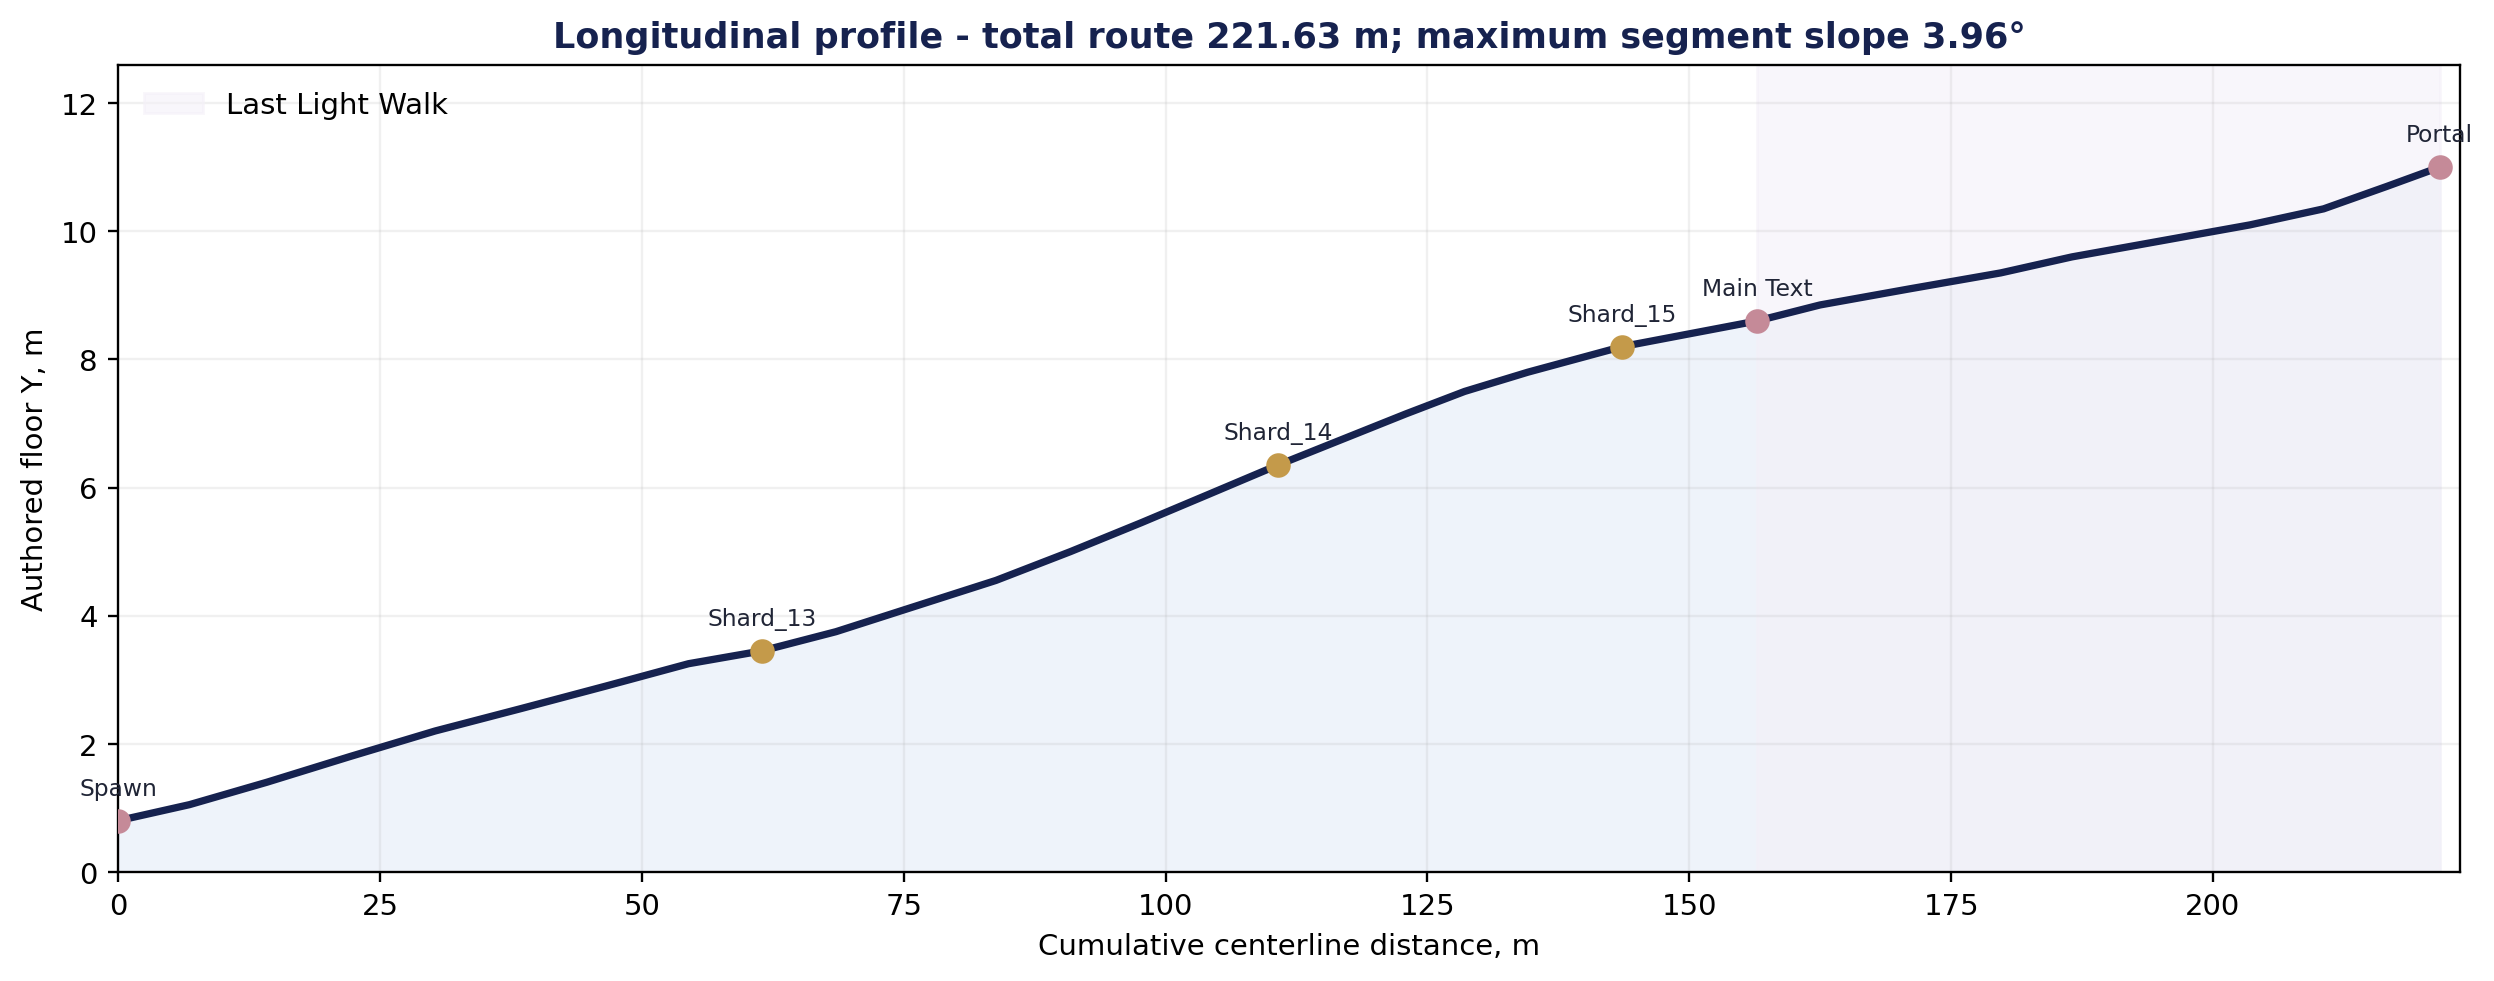 Longitudinal profile - total route 221.63 m; maximum segment slope 3.96°
Last Light Walk
Authored floor Y, m
12
10
8
6
4
2
0
Spawn
Shard_13
Shard_14
Shard_15
Main Text
Portal
0 25 50 75 100 125 150 175 200
Cumulative centerline distance, m